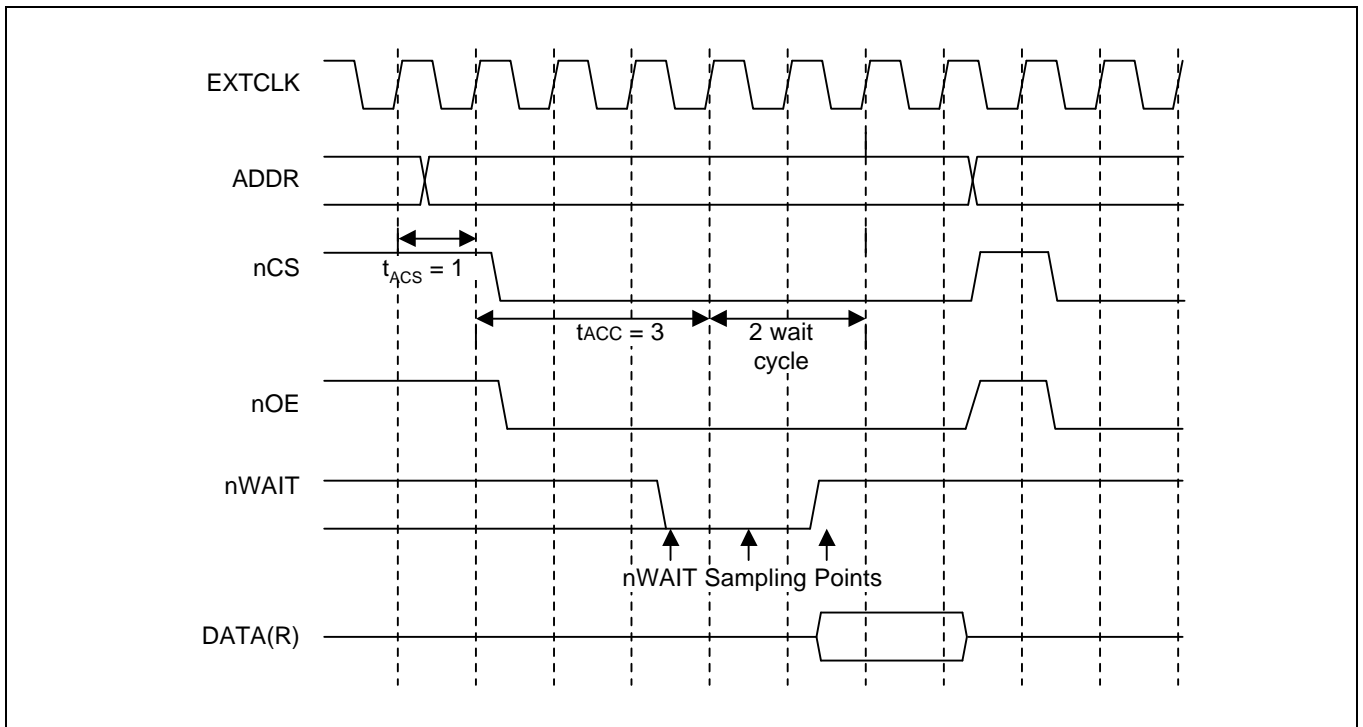 EXTCLK
ADDR
nCS
tACS = 1
tACC = 3
2 wait
cycle
nOE
nWAIT
nWAIT Sampling Points
DATA(R)